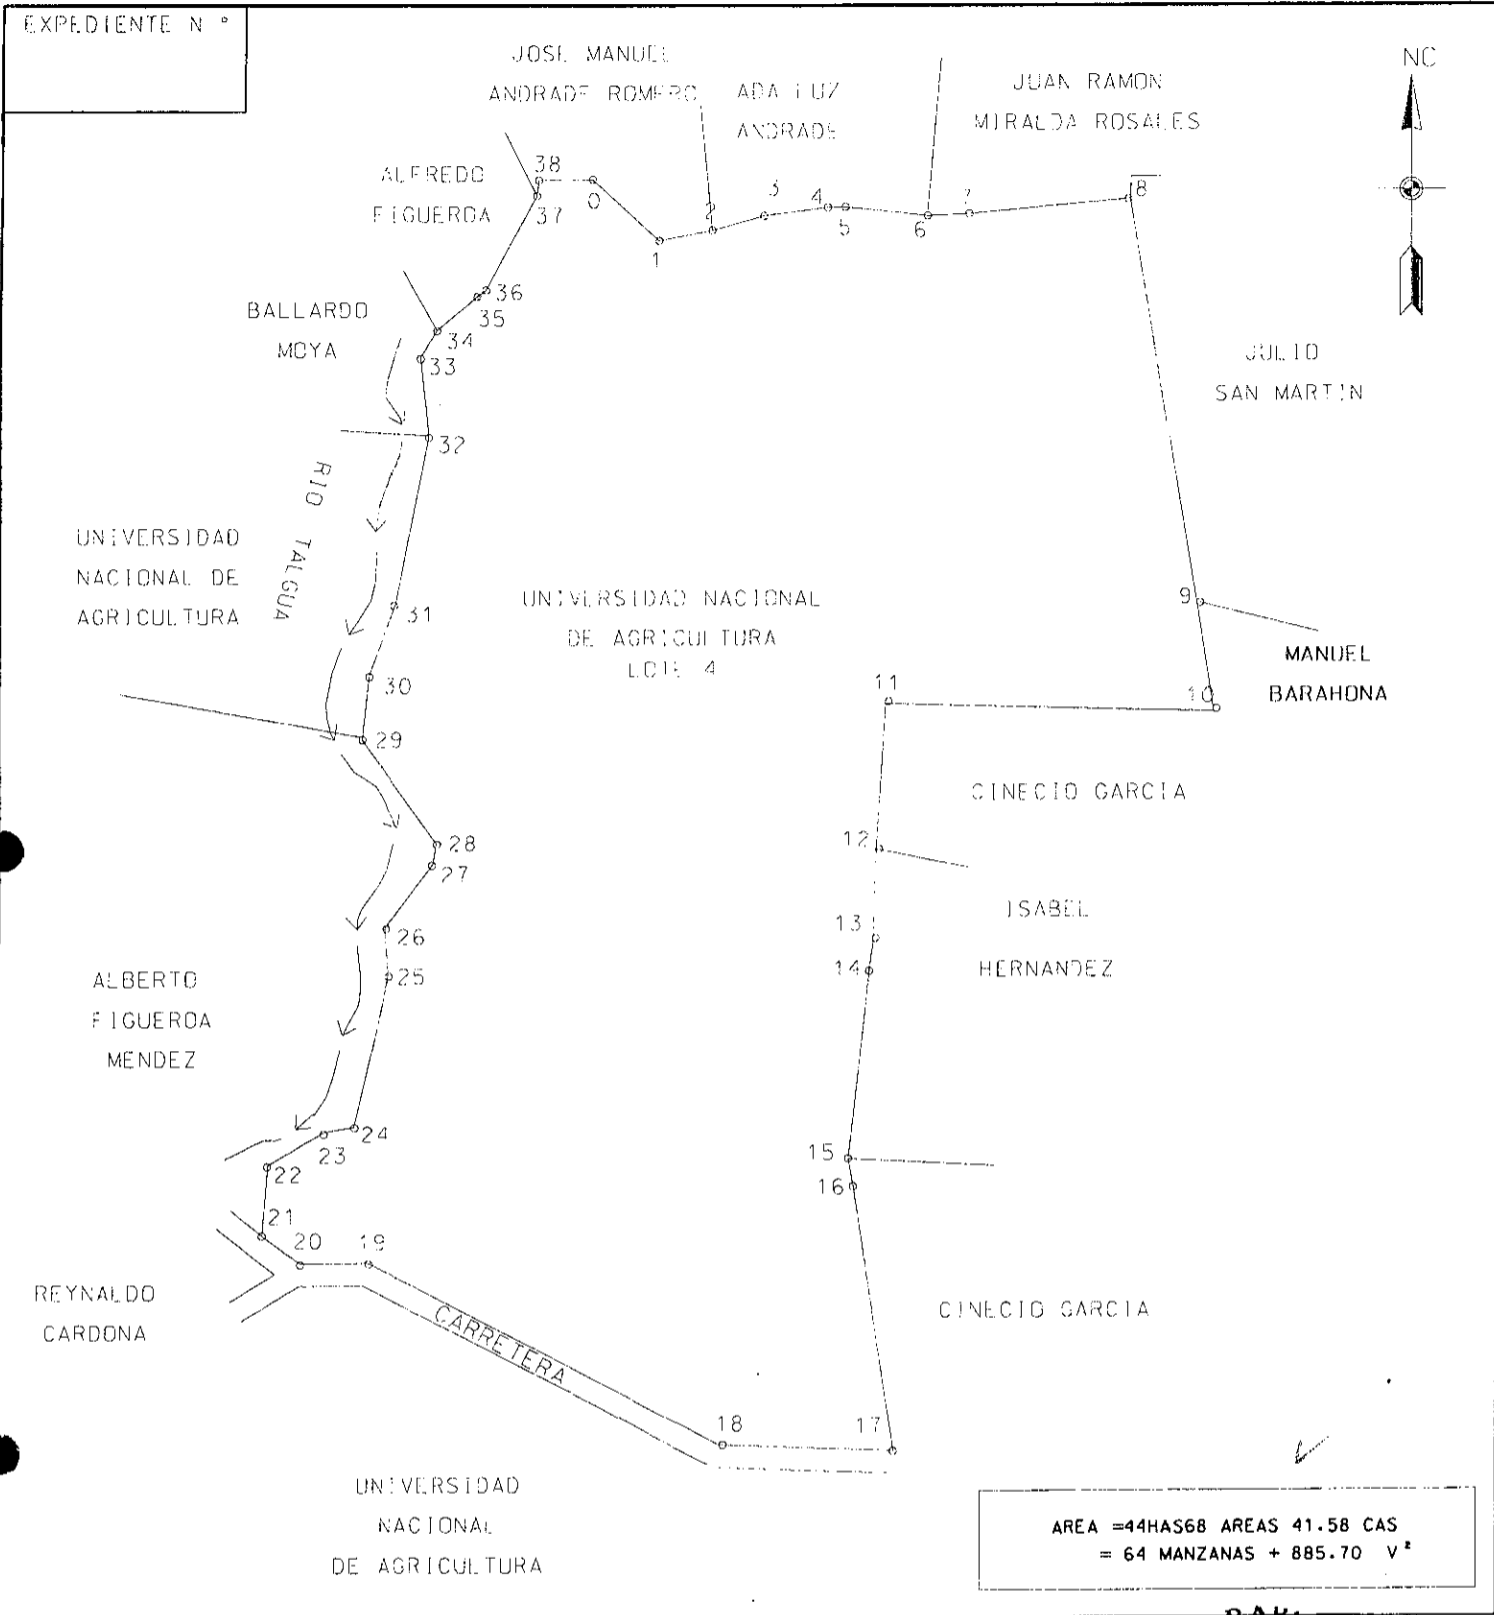 EXPEDIENTE N °
JOSE MANUEL
ANDRADE ROMERO
ADA LUZ
ANDRADE
JUAN RAMON
MIRALDA ROSALES
NC
ALFREDO
FIGUEROA
38
0
37
1
2
3
4
5
6
7
8
36
35
34
33
32
BALLARDO
MOYA
JULIO
SAN MARTIN
RIO TALGUA
UNIVERSIDAD
NACIONAL DE
AGRICULTURA
31
30
29
UNIVERSIDAD NACIONAL
DE AGRICULTURA
LOTE 4
9
MANUEL
BARAHONA
10
11
CINECIO GARCIA
12
28
27
26
25
ISABEL
HERNANDEZ
13
14
ALBERTO
FIGUEROA
MENDEZ
24
23
22
21
20
19
15
16
REYNALDO
CARDONA
CARRETERA
CINECIO GARCIA
18
17
UNIVERSIDAD
NACIONAL
DE AGRICULTURA
AREA =44HAS68 AREAS 41.58 CAS
= 64 MANZANAS + 885.70 V²